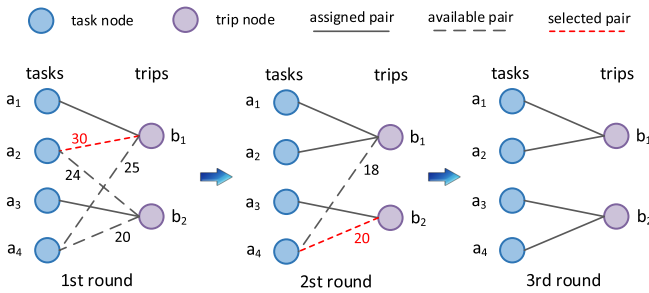 task node trip node assigned pair available pair selected pair
tasks trips tasks trips tasks trips
a1 a1 a1
30 b1 b1 b1
a2 25 a2 18 a2
24
a3 a3 a3
b2 b2 b2
20 20
a4 a4 a4
1st round 2st round 3rd round